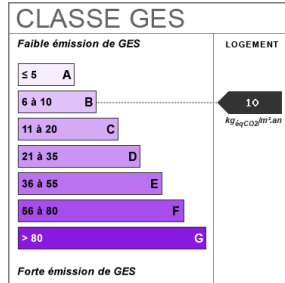 CLASSE GES
Faible émission de GES
LOGEMENT
≤ 5 A
6 à 10 B
10
kgéqCO2/m².an
11 à 20 C
21 à 35 D
36 à 55 E
56 à 80 F
> 80 G
Forte émission de GES